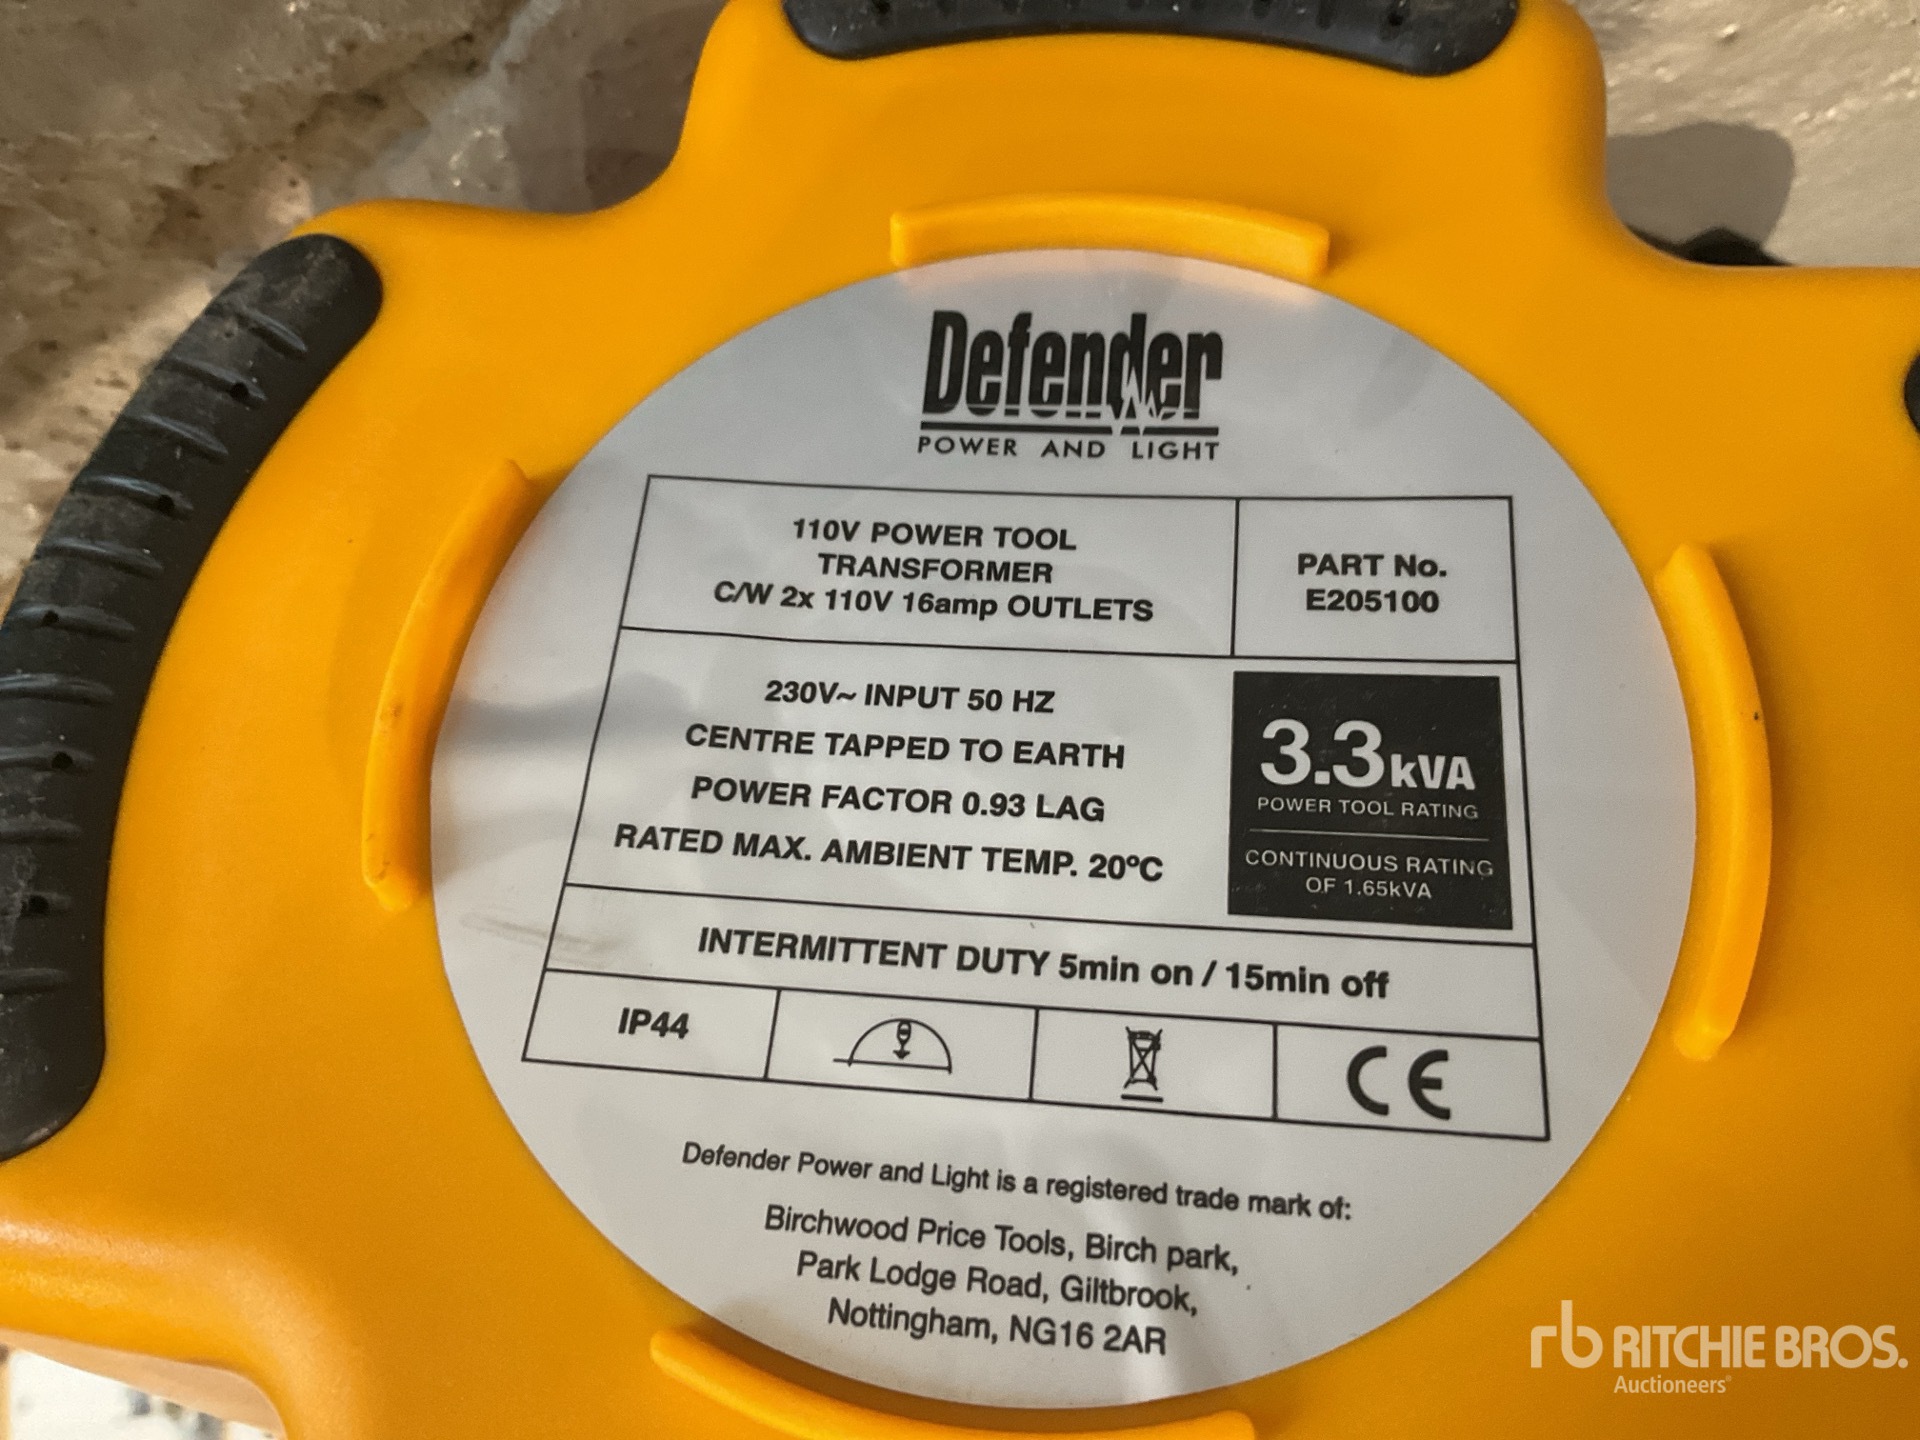 Defender
POWER AND LIGHT
110V POWER TOOL
TRANSFORMER
C/W 2x 110V 16amp OUTLETS
PART No.
E205100
230V~ INPUT 50 HZ
CENTRE TAPPED TO EARTH
POWER FACTOR 0.93 LAG
RATED MAX. AMBIENT TEMP. 20ºC
3.3kVA
POWER TOOL RATING
CONTINUOUS RATING
OF 1.65kVA
INTERMITTENT DUTY 5min on / 15min off
IP44
CE
Defender Power and Light is a registered trade mark of:
Birchwood Price Tools, Birch park,
Park Lodge Road, Giltbrook,
Nottingham, NG16 2AR
rb RITCHIE BROS.
Auctioneers